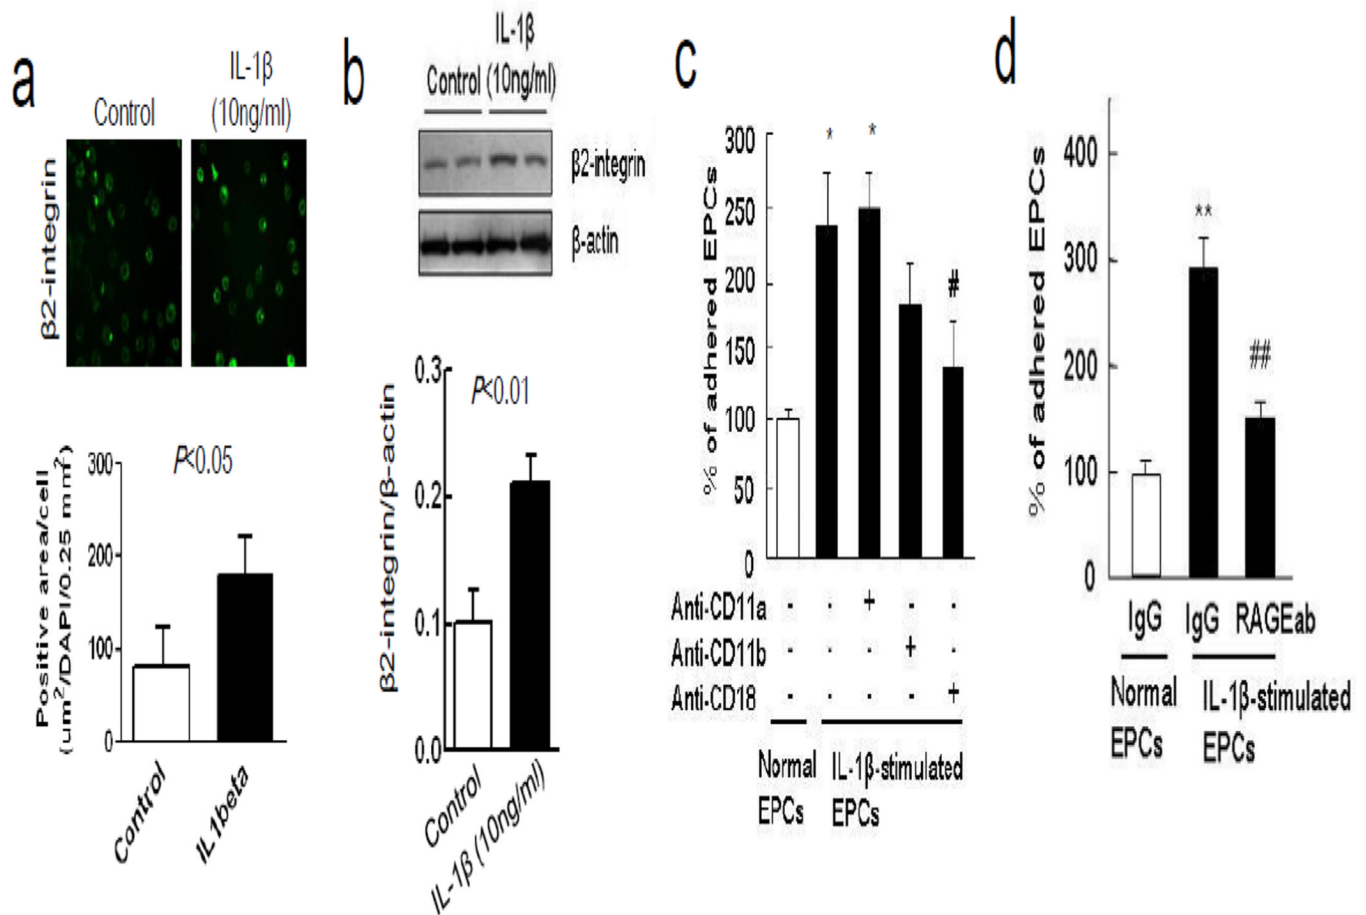 a
Control
IL-1β
(10ng/ml)
β2-integrin
P<0.05
Positive area/cell
(um²/DAPI/0.25 mm²)
300
200
100
0
Control
IL1beta
b
IL-1β
Control (10ng/ml)
β2-integrin
β-actin
P<0.01
β2-integrin/β-actin
0.3
0.2
0.1
0.0
Control
IL-1β (10ng/ml)
c
% of adhered EPCs
300
250
200
150
100
50
0
* *
#
Anti-CD11a - - + - -
Anti-CD11b - - - + -
Anti-CD18 - - - - +
Normal
EPCs
IL-1β-stimulated
EPCs
d
% of adhered EPCs
400
300
200
100
0
**
##
IgG IgG RAGEab
Normal
EPCs
IL-1β-stimulated
EPCs